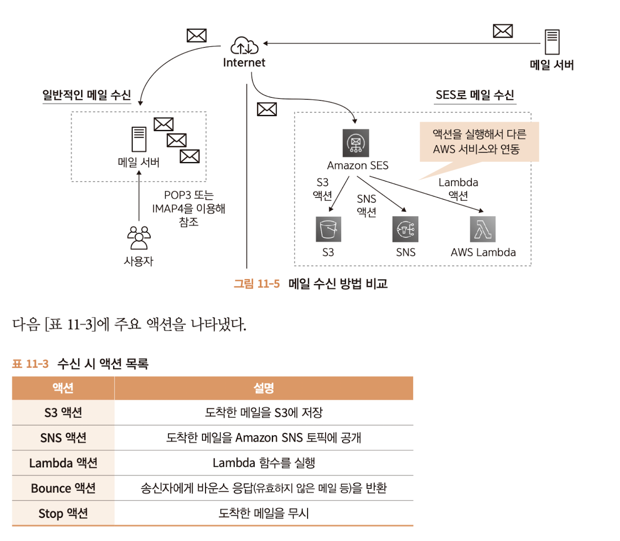 Internet
메일 서버
일반적인 메일 수신
SES로 메일 수신
메일 서버
액션을 실행해서 다른
AWS 서비스와 연동
Amazon SES
POP3 또는
IMAP4을 이용해
참조
사용자
S3
액션
SNS
액션
Lambda
액션
S3
SNS
AWS Lambda
그림 11-5 메일 수신 방법 비교
다음 [표 11-3]에 주요 액션을 나타냈다.
표 11-3 수신 시 액션 목록
액션 설명
S3 액션 도착한 메일을 S3에 저장
SNS 액션 도착한 메일을 Amazon SNS 토픽에 공개
Lambda 액션 Lambda 함수를 실행
Bounce 액션 송신자에게 바운스 응답(유효하지 않은 메일 등)을 반환
Stop 액션 도착한 메일을 무시